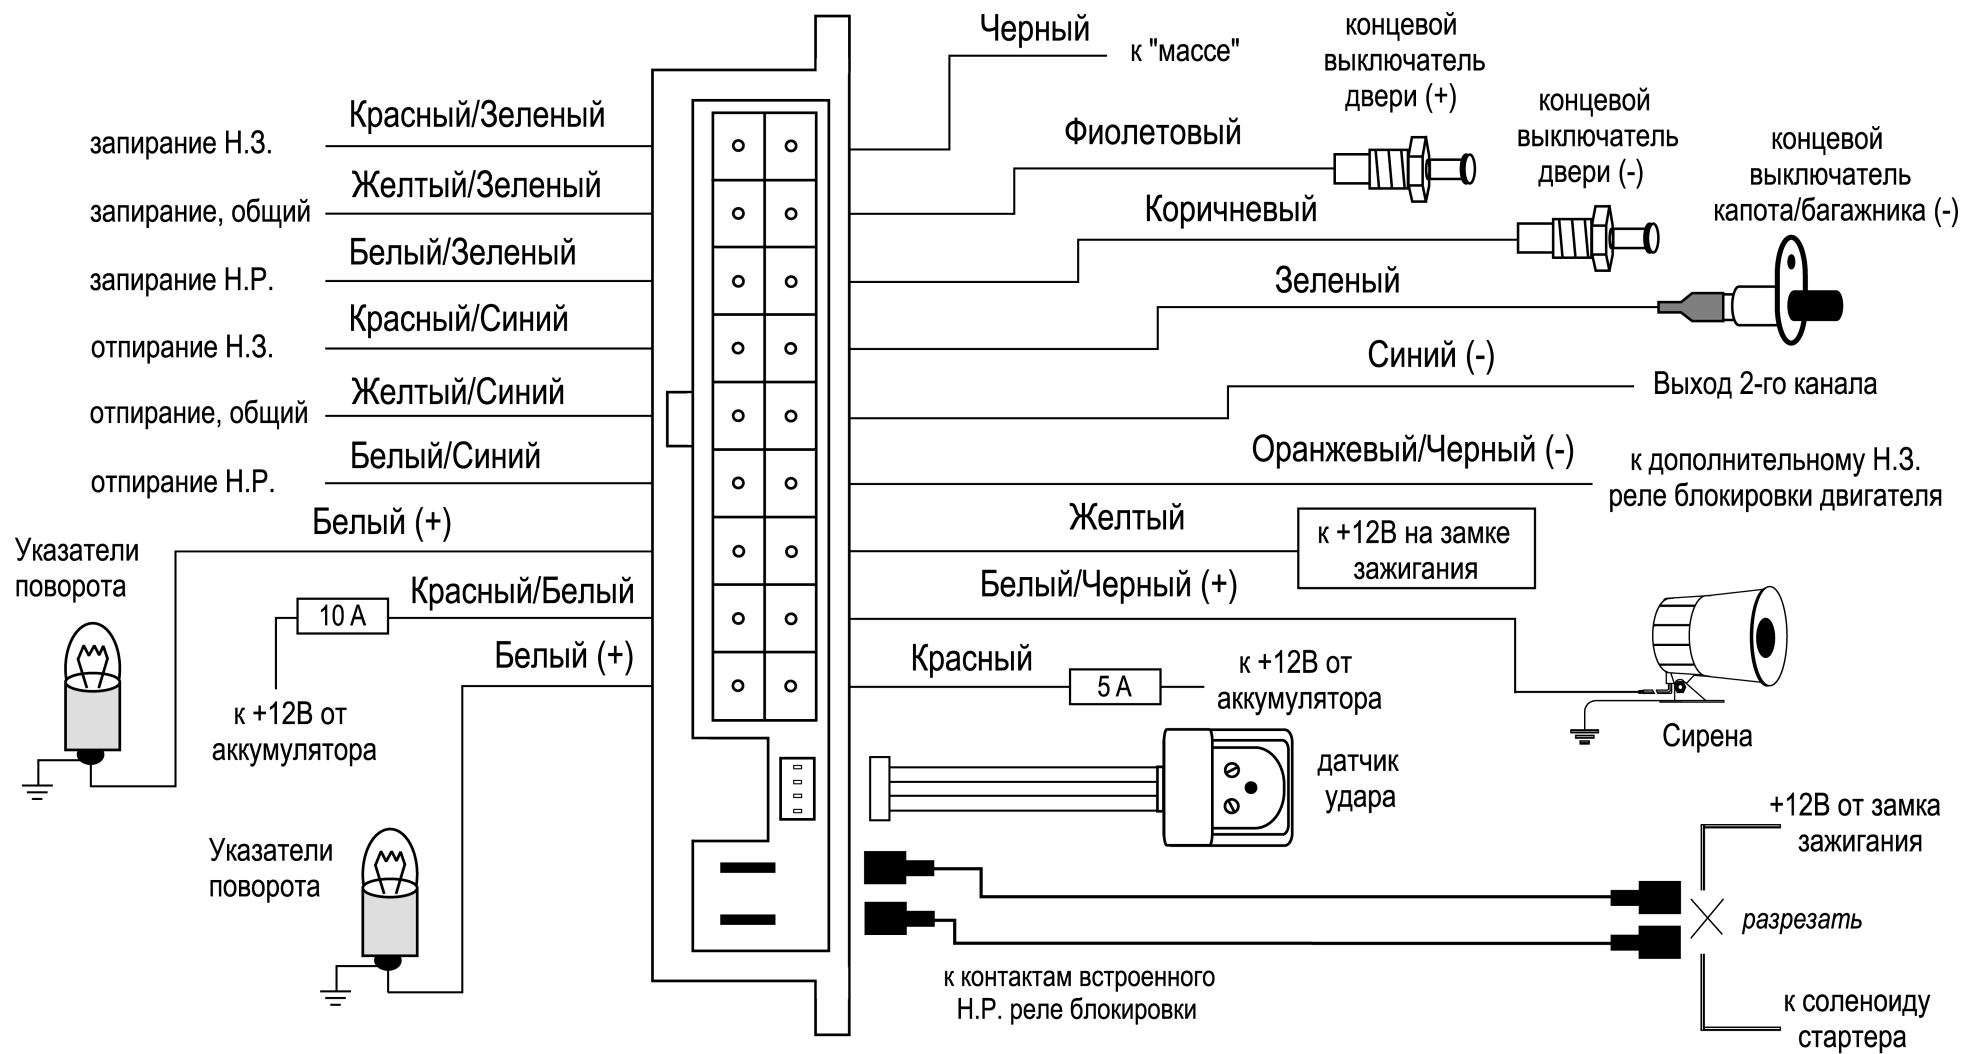 Черный
к "массе"
концевой
выключатель
двери (+)
концевой
выключатель
двери (-)
концевой
выключатель
капота/багажника (-)
Красный/Зеленый
запирание Н.З.
Фиолетовый
Желтый/Зеленый
запирание, общий
Коричневый
Белый/Зеленый
запирание Н.Р.
Зеленый
Красный/Синий
отпирание Н.З.
Синий (-)
Выход 2-го канала
Желтый/Синий
отпирание, общий
Оранжевый/Черный (-)
к дополнительному Н.З.
реле блокировки двигателя
Белый/Синий
отпирание Н.Р.
Белый (+)
Указатели
поворота
Желтый
к +12В на замке
зажигания
Красный/Белый
10 А
к +12В от
аккумулятора
Белый/Черный (+)
Сирена
Белый (+)
Указатели
поворота
Красный
5 А
к +12В от
аккумулятора
датчик
удара
+12В от замка
зажигания
разрезать
к контактам встроенного
Н.Р. реле блокировки
к соленоиду
стартера